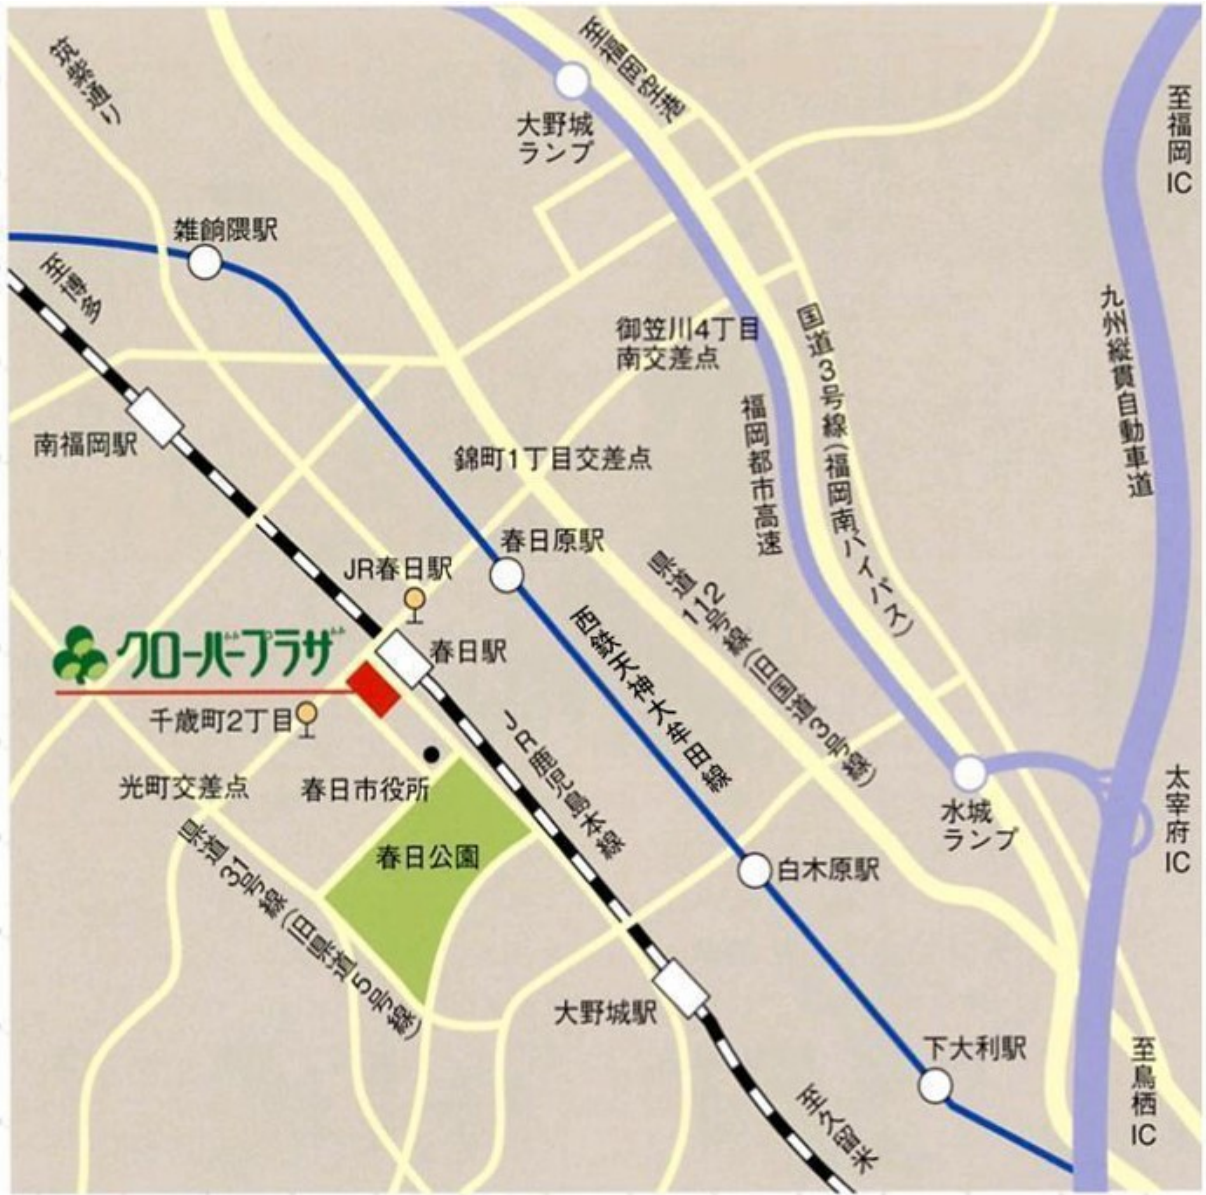 筑紫通り
至福岡空港
大野城
ランプ
至福岡IC
雑餉隈駅
至博多
御笠川4丁目
南交差点
国道3号線(福岡南バイパス)
九州縦貫自動車道
福岡都市高速
南福岡駅
錦町1丁目交差点
春日原駅
JR春日駅
県道112号線(旧国道3号線)
西鉄天神大牟田線
クローバープラザ
春日駅
千歳町2丁目
JR鹿児島本線
光町交差点
春日市役所
水城
ランプ
太宰府IC
県道31号線(旧県道5号線)
春日公園
白木原駅
大野城駅
下大利駅
至鳥栖IC
至久留米